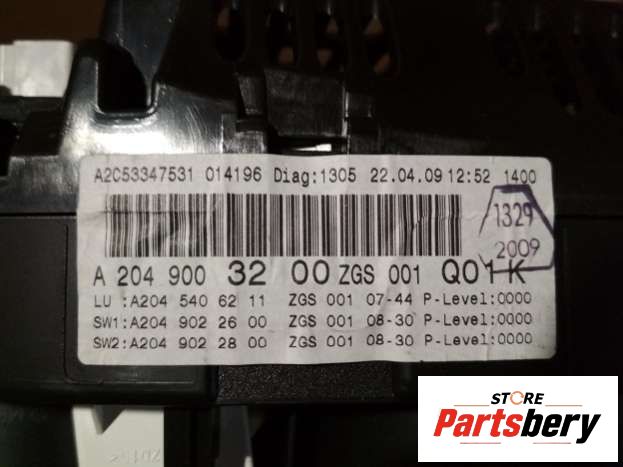 A2C53347531 014196 Diag:1305 22.04.09 12:52 1400
1329
2009
A 204 900 32 00 ZGS 001 Q01 K
LU :A204 540 62 11 ZGS 001 07-44 P-Level:0000
SW1:A204 902 26 00 ZGS 001 08-30 P-Level:0000
SW2:A204 902 28 00 ZGS 001 08-30 P-Level:0000
STORE
Partsbery